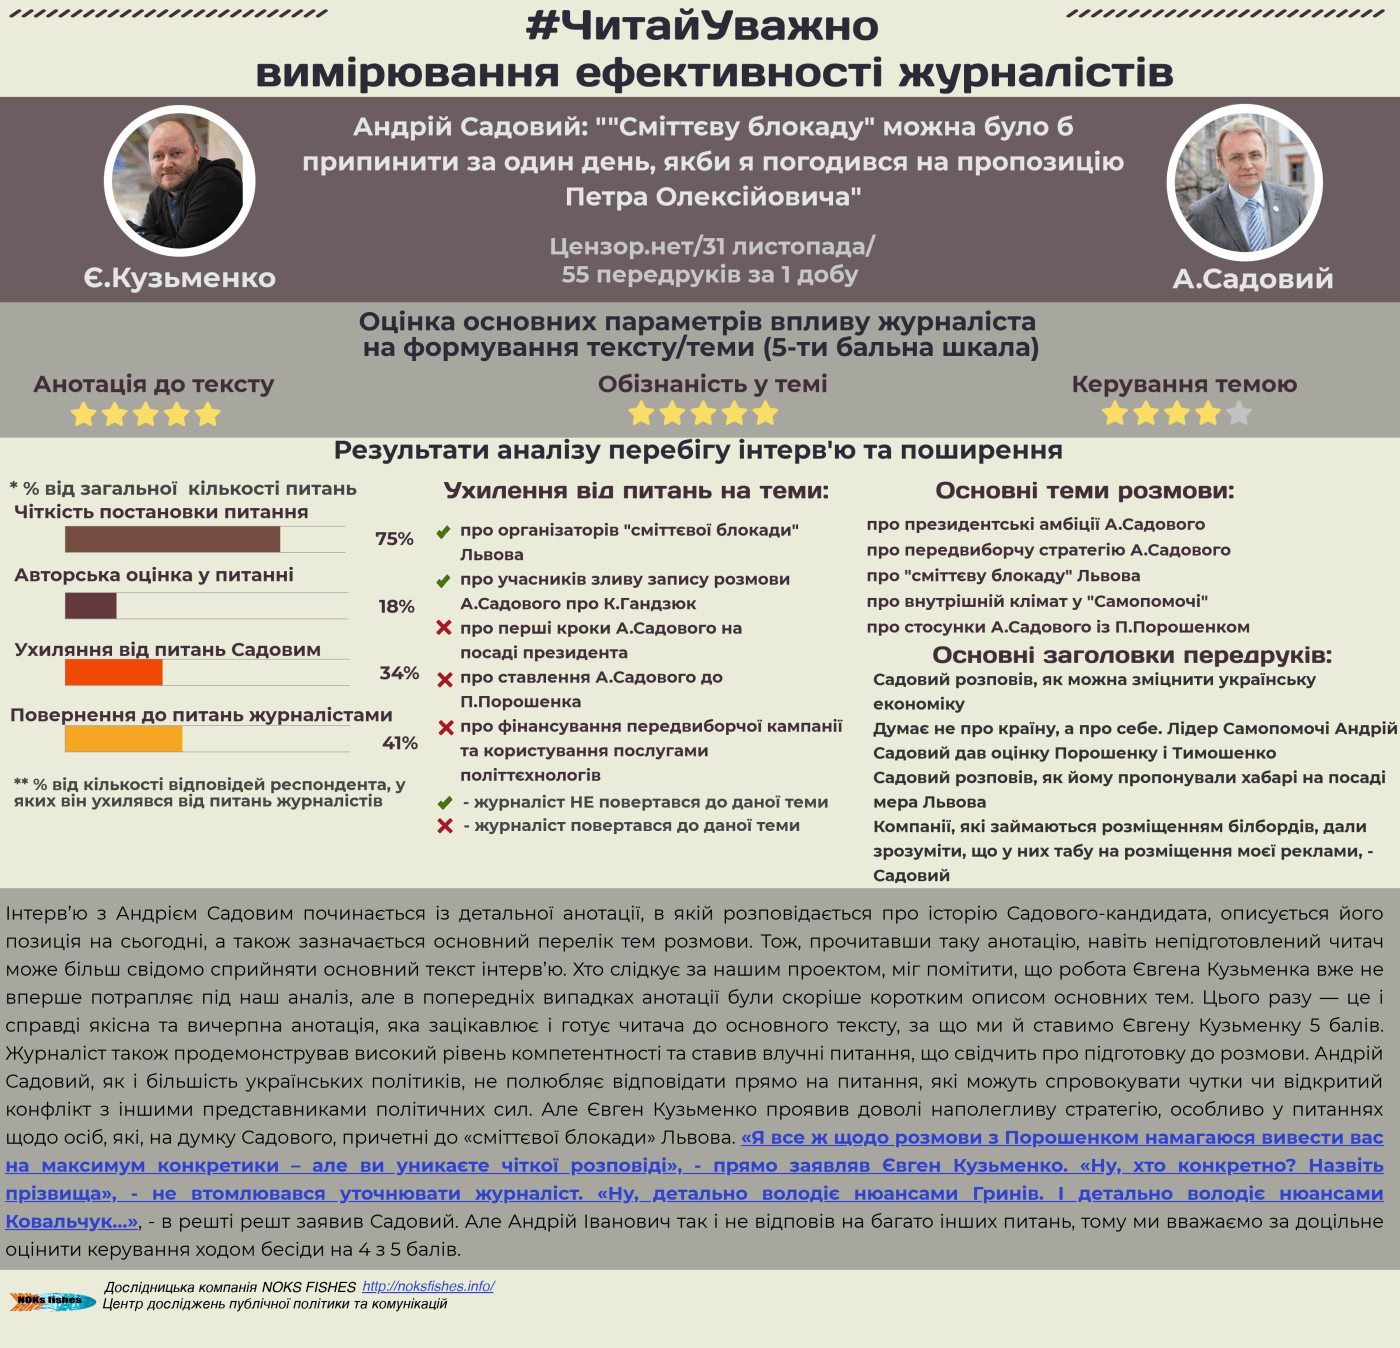 #ЧитайУважно
вимірювання ефективності журналістів
Андрій Садовий: ""Сміттєву блокаду" можна було б
припинити за один день, якби я погодився на пропозицію
Петра Олексійовича"
Цензор.нет/31 листопада/
55 передруків за 1 добу
Є.Кузьменко
А.Садовий
Оцінка основних параметрів впливу журналіста
на формування тексту/теми (5-ти бальна шкала)
Анотація до тексту
Обізнаність у темі
Керування темою
Результати аналізу перебігу інтерв'ю та поширення
* % від загальної кількості питань
Чіткість постановки питання
75%
Авторська оцінка у питанні
18%
Ухиляння від питань Садовим
34%
Повернення до питань журналістами
41%
** % від кількості відповідей респондента, у
яких він ухилявся від питань журналістів
Ухилення від питань на теми:
про організаторів "сміттєвої блокади"
Львова
про учасників зливу запису розмови
А.Садового про К.Гандзюк
про перші кроки А.Садового на
посаді президента
про ставлення А.Садового до
П.Порошенка
про фінансування передвиборчої кампанії
та користування послугами
політтєхнологів
- журналіст НЕ повертався до даної теми
- журналіст повертався до даної теми
Основні теми розмови:
про президентські амбіції А.Садового
про передвиборчу стратегію А.Садового
про "сміттєву блокаду" Львова
про внутрішній клімат у "Самопомочі"
про стосунки А.Садового із П.Порошенком
Основні заголовки передруків:
Садовий розповів, як можна зміцнити українську
економіку
Думає не про країну, а про себе. Лідер Самопомочі Андрій
Садовий дав оцінку Порошенку і Тимошенко
Садовий розповів, як йому пропонували хабарі на посаді
мера Львова
Компанії, які займаються розміщенням білбордів, дали
зрозуміти, що у них табу на розміщення моєї реклами, -
Садовий
Інтерв’ю з Андрієм Садовим починається із детальної анотації, в якій розповідається про історію Садового-кандидата, описується його
позиція на сьогодні, а також зазначається основний перелік тем розмови. Тож, прочитавши таку анотацію, навіть непідготовлений читач
може більш свідомо сприйняти основний текст інтерв’ю. Хто слідкує за нашим проектом, міг помітити, що робота Євгена Кузьменка вже не
вперше потрапляє під наш аналіз, але в попередніх випадках анотації були скоріше коротким описом основних тем. Цього разу — це і
справді якісна та вичерпна анотація, яка зацікавлює і готує читача до основного тексту, за що ми й ставимо Євгену Кузьменку 5 балів.
Журналіст також продемонстрував високий рівень компетентності та ставив влучні питання, що свідчить про підготовку до розмови. Андрій
Садовий, як і більшість українських політиків, не полюбляє відповідати прямо на питання, які можуть спровокувати чутки чи відкритий
конфлікт з іншими представниками політичних сил. Але Євген Кузьменко проявив доволі наполегливу стратегію, особливо у питаннях
щодо осіб, які, на думку Садового, причетні до «сміттєвої блокади» Львова. «Я все ж щодо розмови з Порошенком намагаюся вивести вас
на максимум конкретики – але ви уникаєте чіткої розповіді», - прямо заявляв Євген Кузьменко. «Ну, хто конкретно? Назвіть
прізвища», - не втомлювався уточнювати журналіст. «Ну, детально володіє нюансами Гринів. І детально володіє нюансами
Ковальчук…», - в решті решт заявив Садовий. Але Андрій Іванович так і не відповів на багато інших питань, тому ми вважаємо за доцільне
оцінити керування ходом бесіди на 4 з 5 балів.
NOKs fishes
Дослідницька компанія NOKS FISHES http://noksfishes.info/
Центр досліджень публічної політики та комунікацій